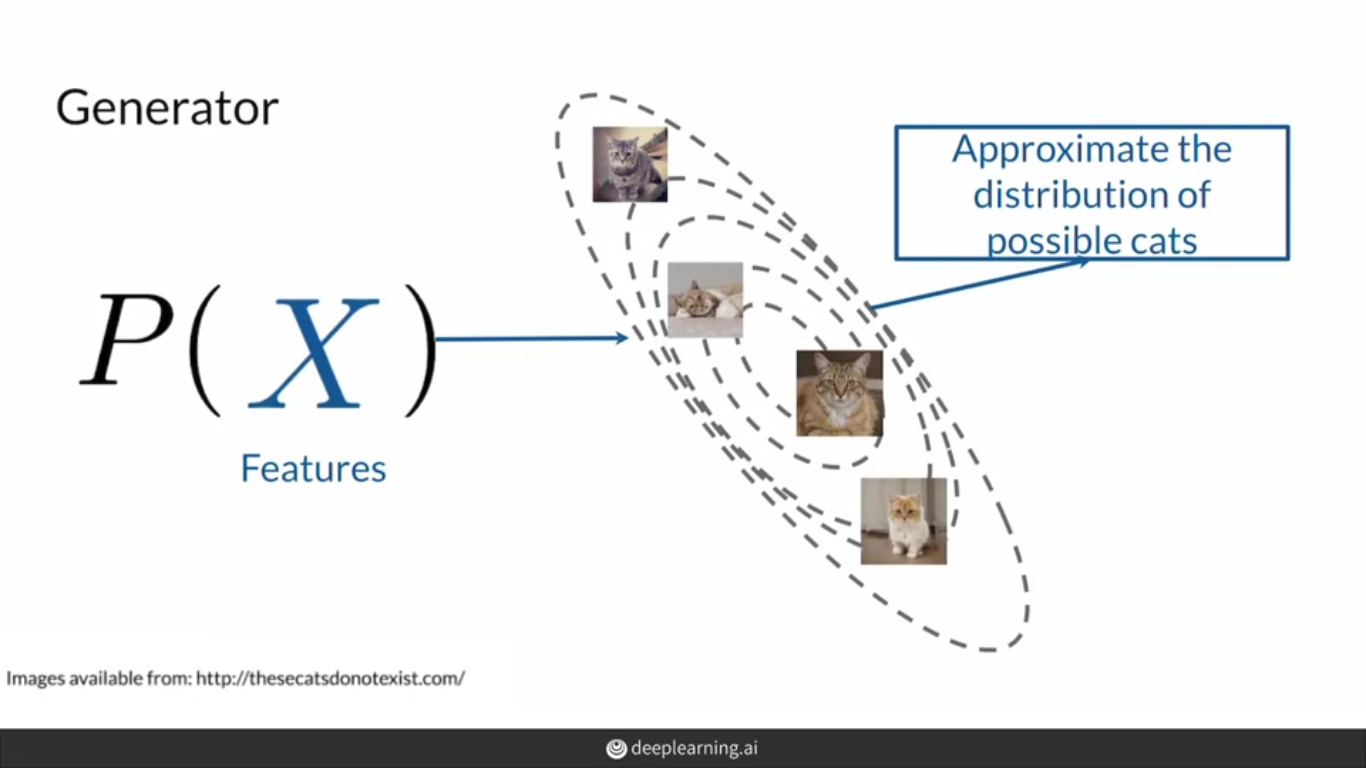 Generator
Approximate the
distribution of
possible cats
P(X)
Features
Images available from: http://thesecatsdonotexist.com/
deeplearning.ai